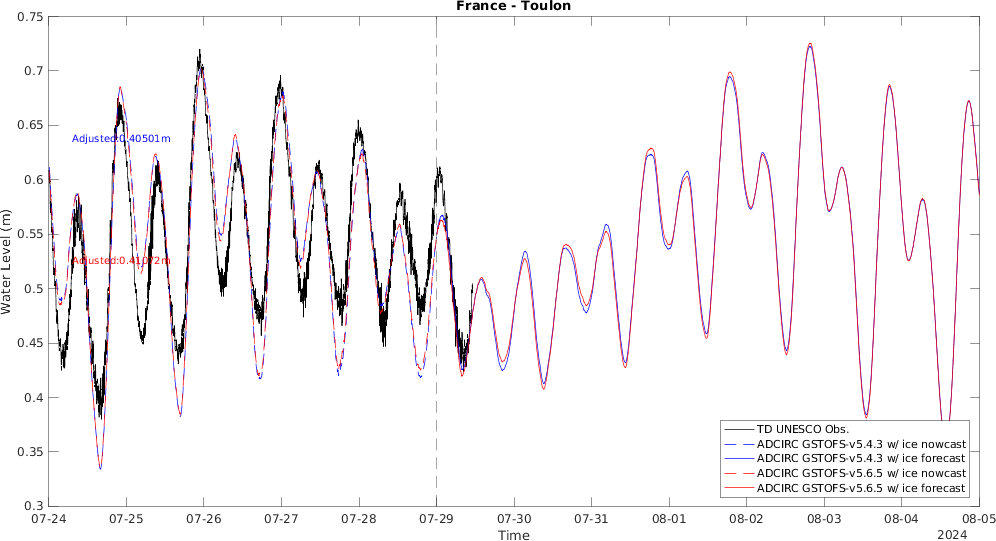 France - Toulon
0.75
0.7
0.65
0.6
0.55
0.5
0.45
0.4
0.35
0.3
Water Level (m)
Adjusted:0.40501m
Adjusted:0.41072m
TD UNESCO Obs.
ADCIRC GSTOFS-v5.4.3 w/ ice nowcast
ADCIRC GSTOFS-v5.4.3 w/ ice forecast
ADCIRC GSTOFS-v5.6.5 w/ ice nowcast
ADCIRC GSTOFS-v5.6.5 w/ ice forecast
07-24 07-25 07-26 07-27 07-28 07-29 07-30 07-31 08-01 08-02 08-03 08-04 08-05
Time
2024